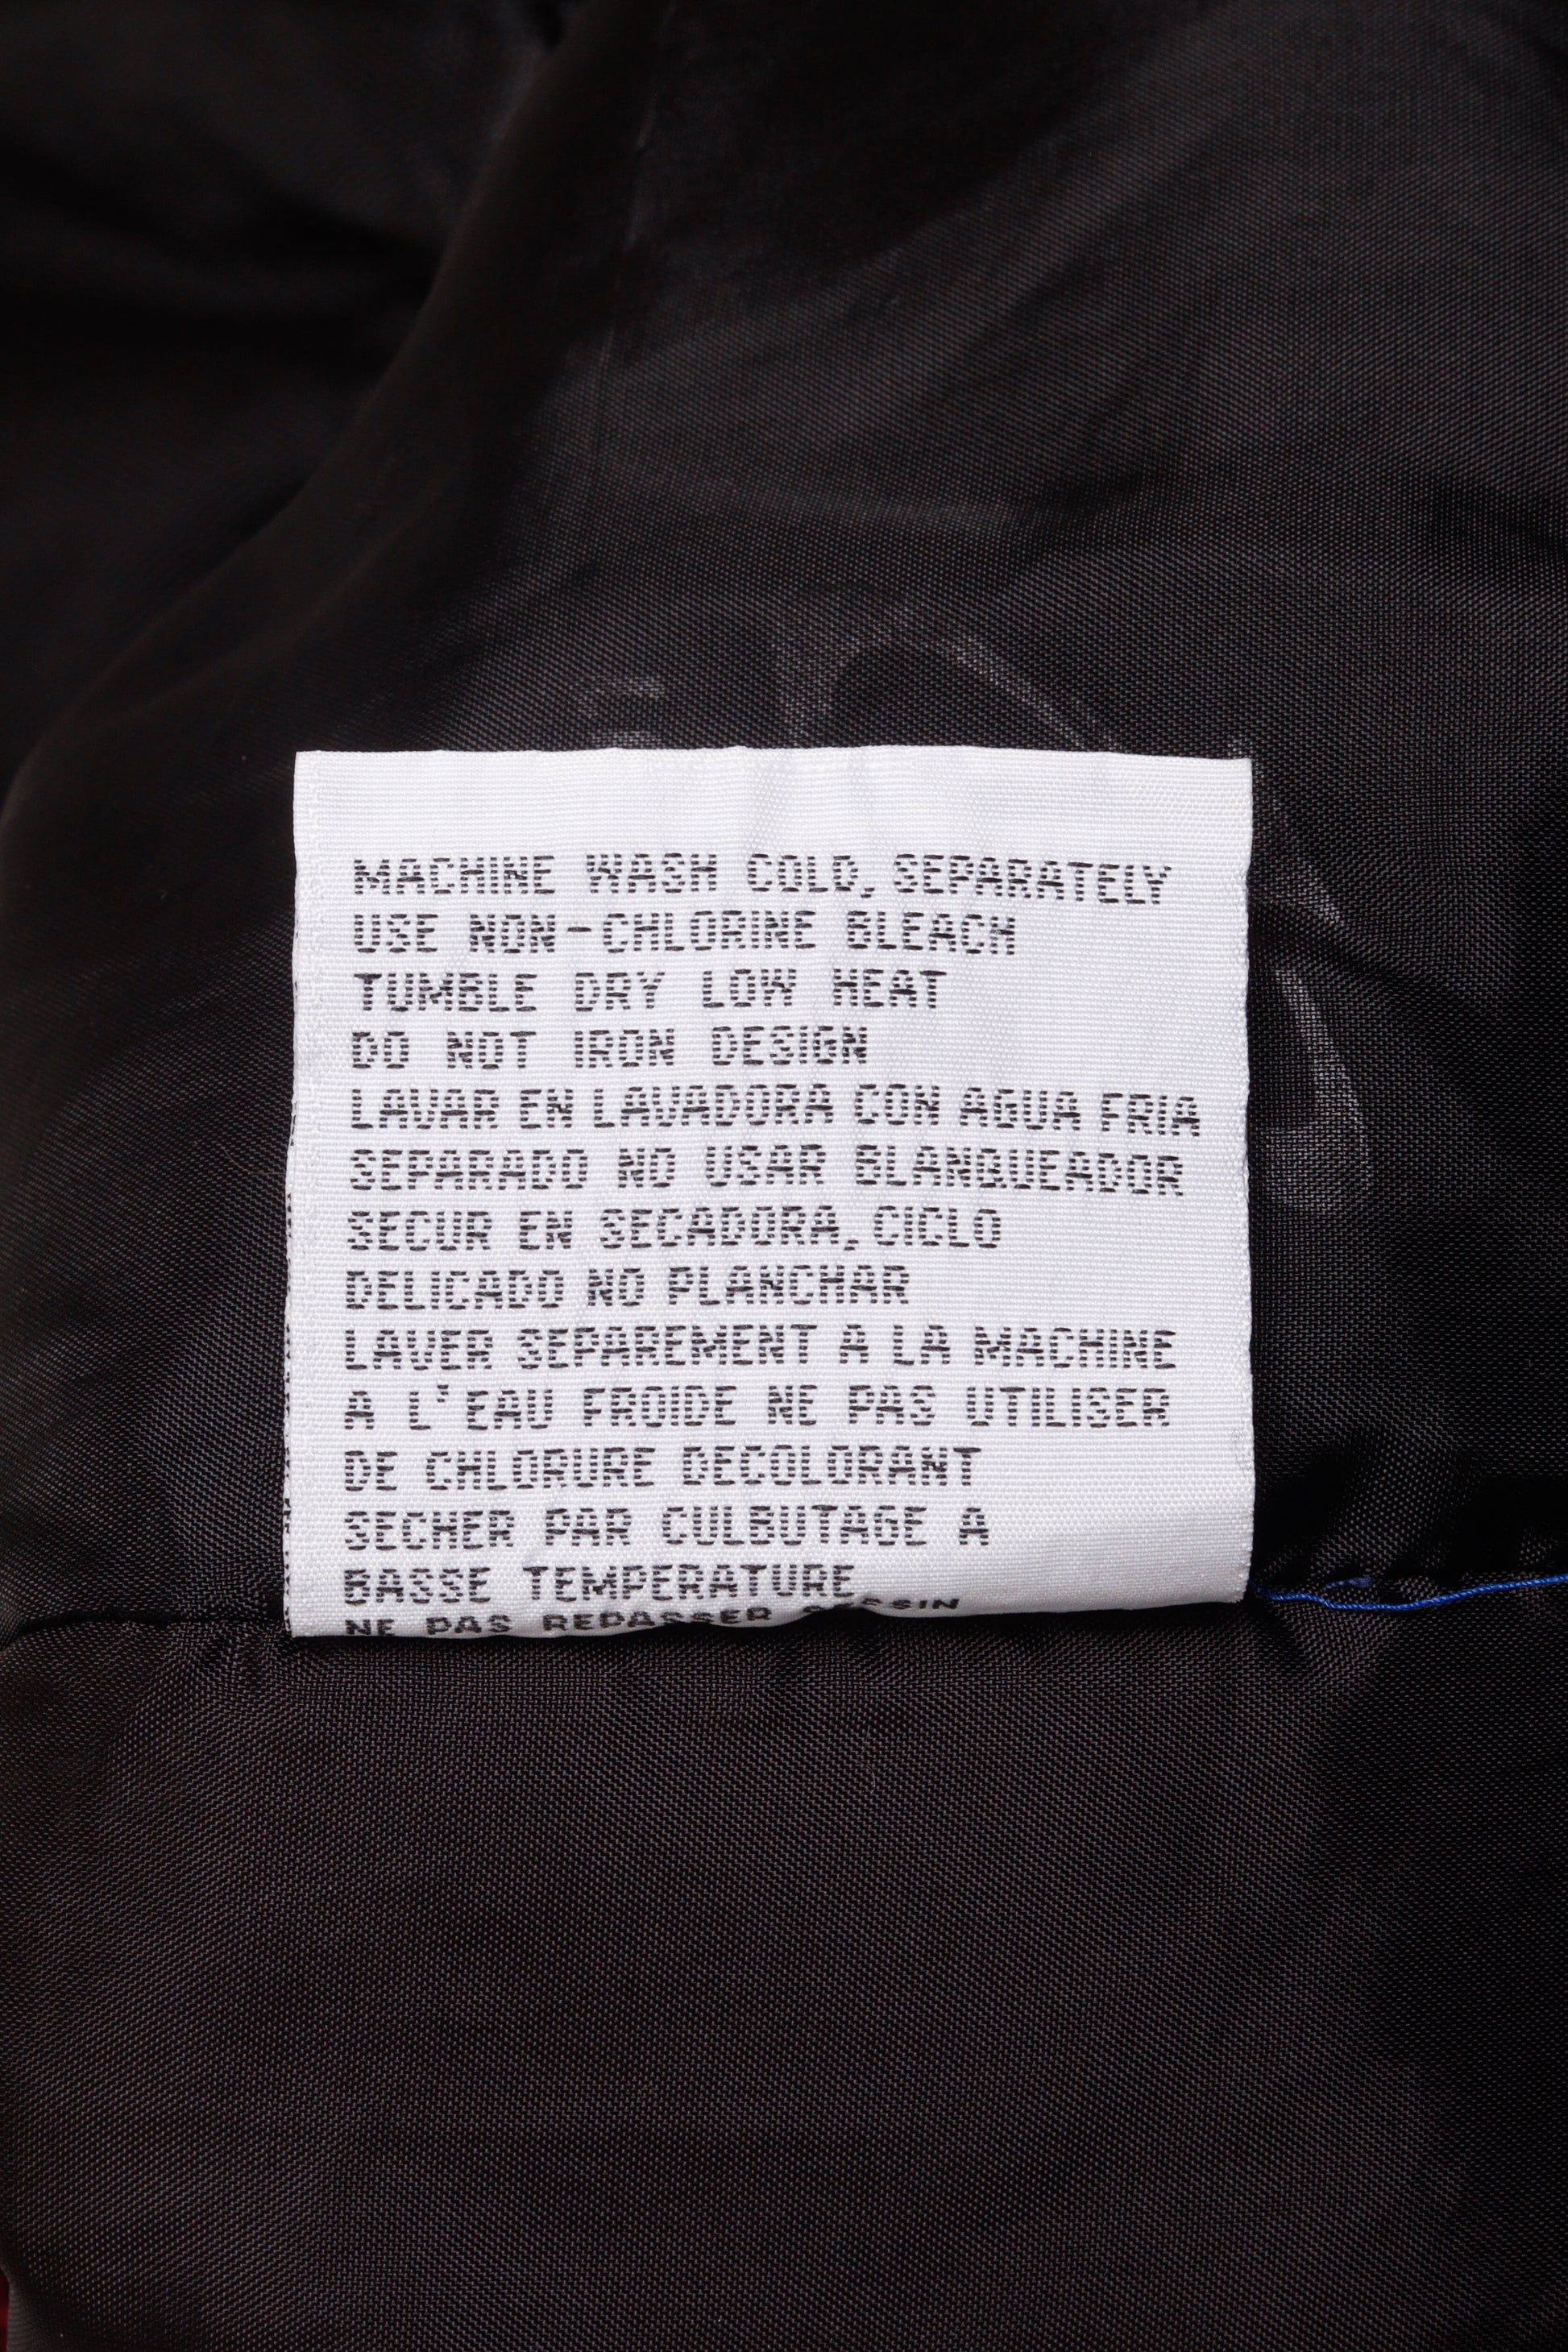 MACHINE WASH COLD, SEPARATELY
USE NON-CHLORINE BLEACH
TUMBLE DRY LOW HEAT
DO NOT IRON DESIGN
LAVAR EN LAVADORA CON AGUA FRIA
SEPARADO NO USAR BLANQUEADOR
SECUR EN SECADORA, CICLO
DELICADO NO PLANCHAR
LAVER SEPAREMENT A LA MACHINE
A L'EAU FROIDE NE PAS UTILISER
DE CHLORURE DECOLORANT
SECHER PAR CULBUTAGE A
BASSE TEMPERATURE
NE PAS REPASSER